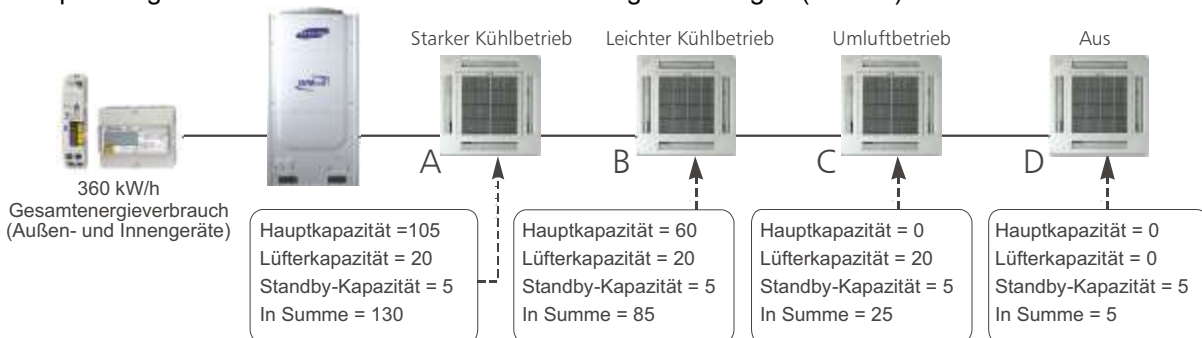 Starker Kühlbetrieb
Leichter Kühlbetrieb
Umluftbetrieb
Aus
SAMSUNG
A
B
C
D
360 kW/h
Gesamtenergieverbrauch
(Außen- und Innengeräte)
Hauptkapazität =105
Lüfterkapazität = 20
Standby-Kapazität = 5
In Summe = 130
Hauptkapazität = 60
Lüfterkapazität = 20
Standby-Kapazität = 5
In Summe = 85
Hauptkapazität = 0
Lüfterkapazität = 20
Standby-Kapazität = 5
In Summe = 25
Hauptkapazität = 0
Lüfterkapazität = 0
Standby-Kapazität = 5
In Summe = 5